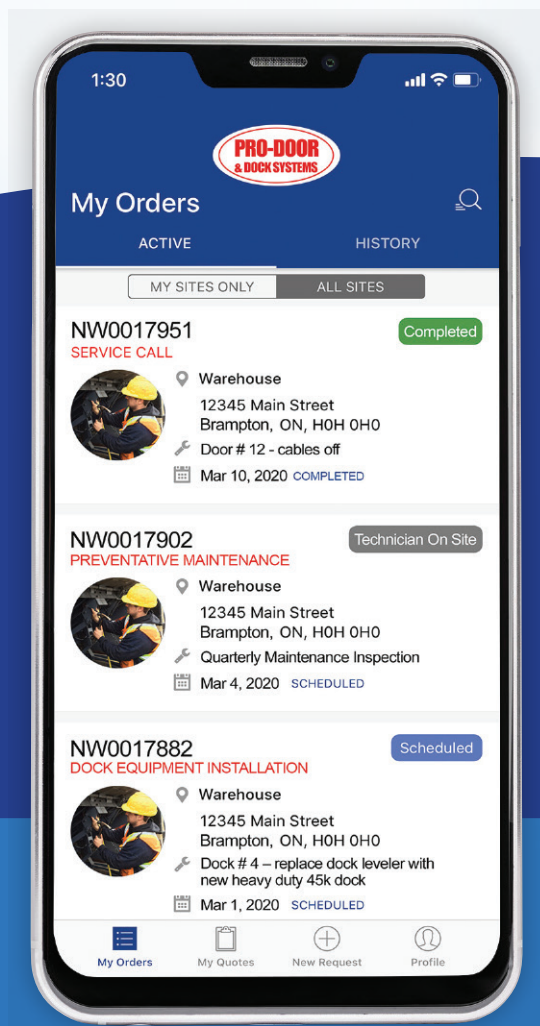 1:30
PRO-DOOR
& DOCK SYSTEMS
My Orders
ACTIVE HISTORY
MY SITES ONLY ALL SITES
NW0017951 Completed
SERVICE CALL
Warehouse
12345 Main Street
Brampton, ON, H0H 0H0
Door # 12 - cables off
Mar 10, 2020 COMPLETED
NW0017902 Technician On Site
PREVENTATIVE MAINTENANCE
Warehouse
12345 Main Street
Brampton, ON, H0H 0H0
Quarterly Maintenance Inspection
Mar 4, 2020 SCHEDULED
NW0017882 Scheduled
DOCK EQUIPMENT INSTALLATION
Warehouse
12345 Main Street
Brampton, ON, H0H 0H0
Dock # 4 – replace dock leveler with
new heavy duty 45k dock
Mar 1, 2020 SCHEDULED
My Orders My Quotes New Request Profile